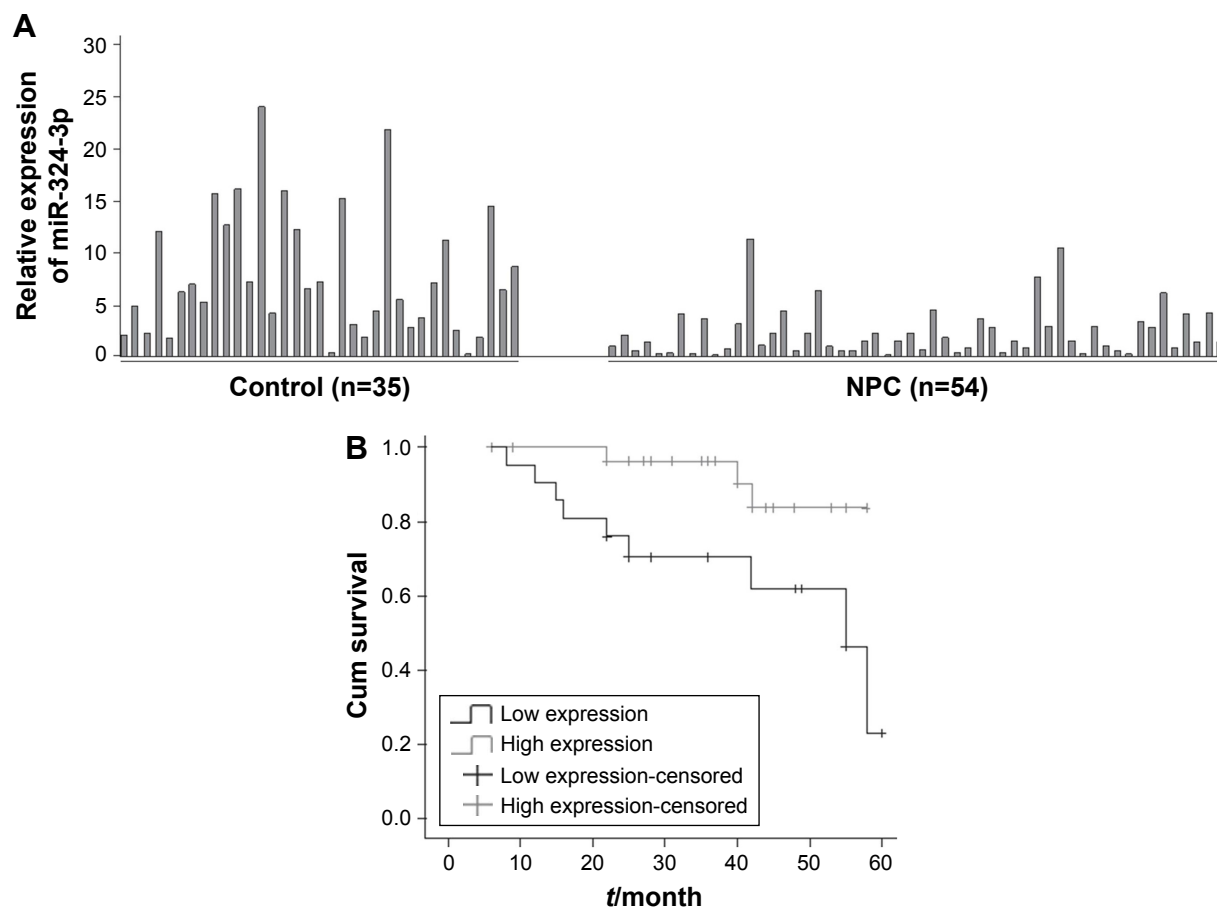 A
Relative expression
of miR-324-3p
30
25
20
15
10
5
0
Control (n=35)
NPC (n=54)
B
Cum survival
1.0
0.8
0.6
0.4
0.2
0.0
Low expression
High expression
Low expression-censored
High expression-censored
0 10 20 30 40 50 60
t/month